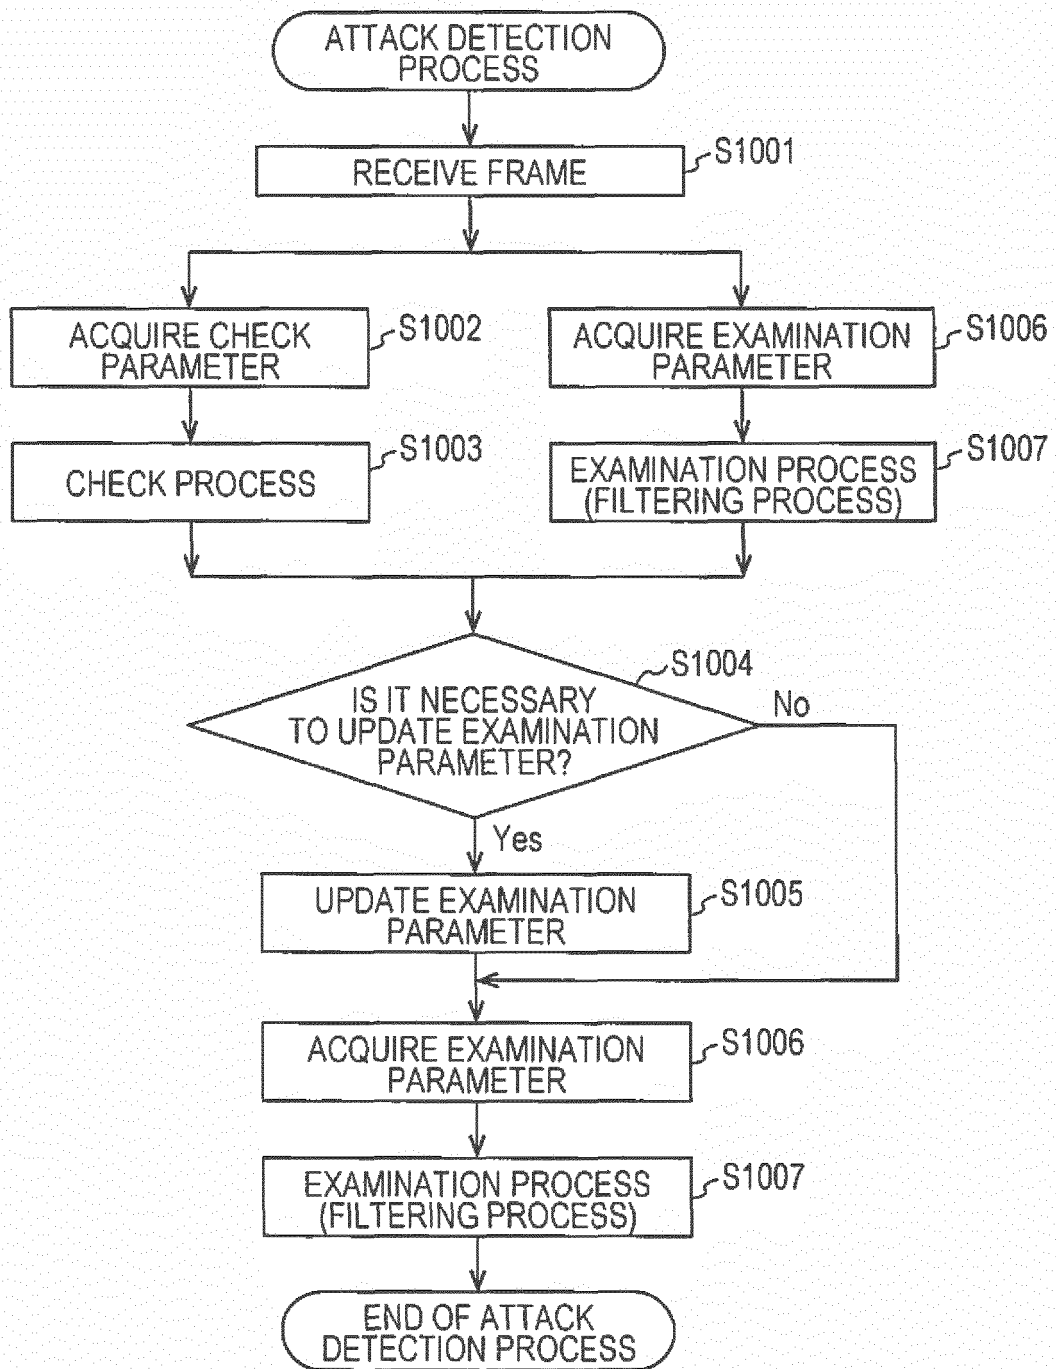 ATTACK DETECTION
PROCESS
RECEIVE FRAME
S1001
ACQUIRE CHECK
PARAMETER
S1002
ACQUIRE EXAMINATION
PARAMETER
S1006
CHECK PROCESS
S1003
EXAMINATION PROCESS
(FILTERING PROCESS)
S1007
IS IT NECESSARY
TO UPDATE EXAMINATION
PARAMETER?
S1004
No
Yes
UPDATE EXAMINATION
PARAMETER
S1005
ACQUIRE EXAMINATION
PARAMETER
S1006
EXAMINATION PROCESS
(FILTERING PROCESS)
S1007
END OF ATTACK
DETECTION PROCESS